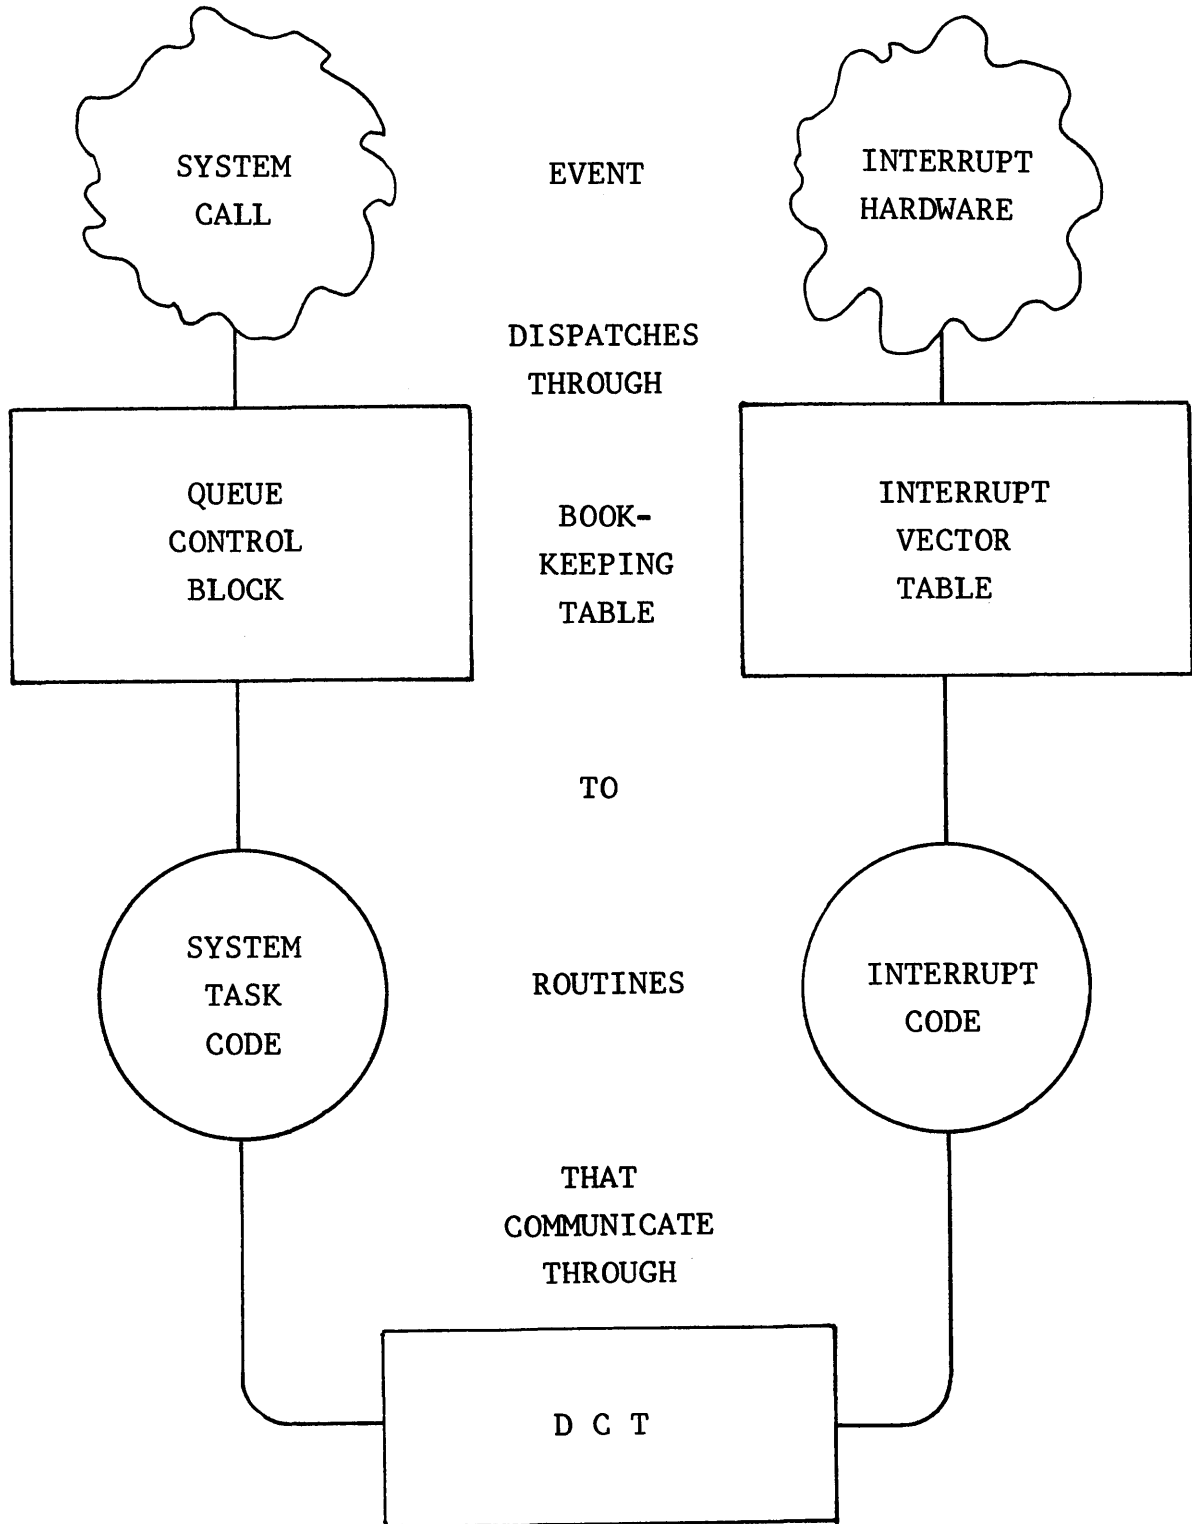 SYSTEM
CALL
EVENT
INTERRUPT
HARDWARE
DISPATCHES
THROUGH
QUEUE
CONTROL
BLOCK
BOOK-
KEEPING
TABLE
INTERRUPT
VECTOR
TABLE
TO
SYSTEM
TASK
CODE
ROUTINES
INTERRUPT
CODE
THAT
COMMUNICATE
THROUGH
D C T